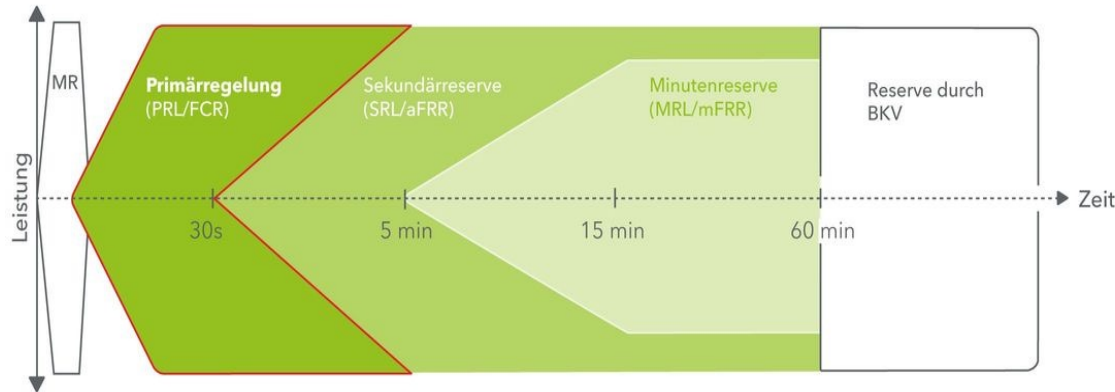 MR
Primärregelung
(PRL/FCR)
Sekundärreserve
(SRL/aFRR)
Minutenreserve
(MRL/mFRR)
Reserve durch
BKV
Leistung
Zeit
30s
5 min
15 min
60 min